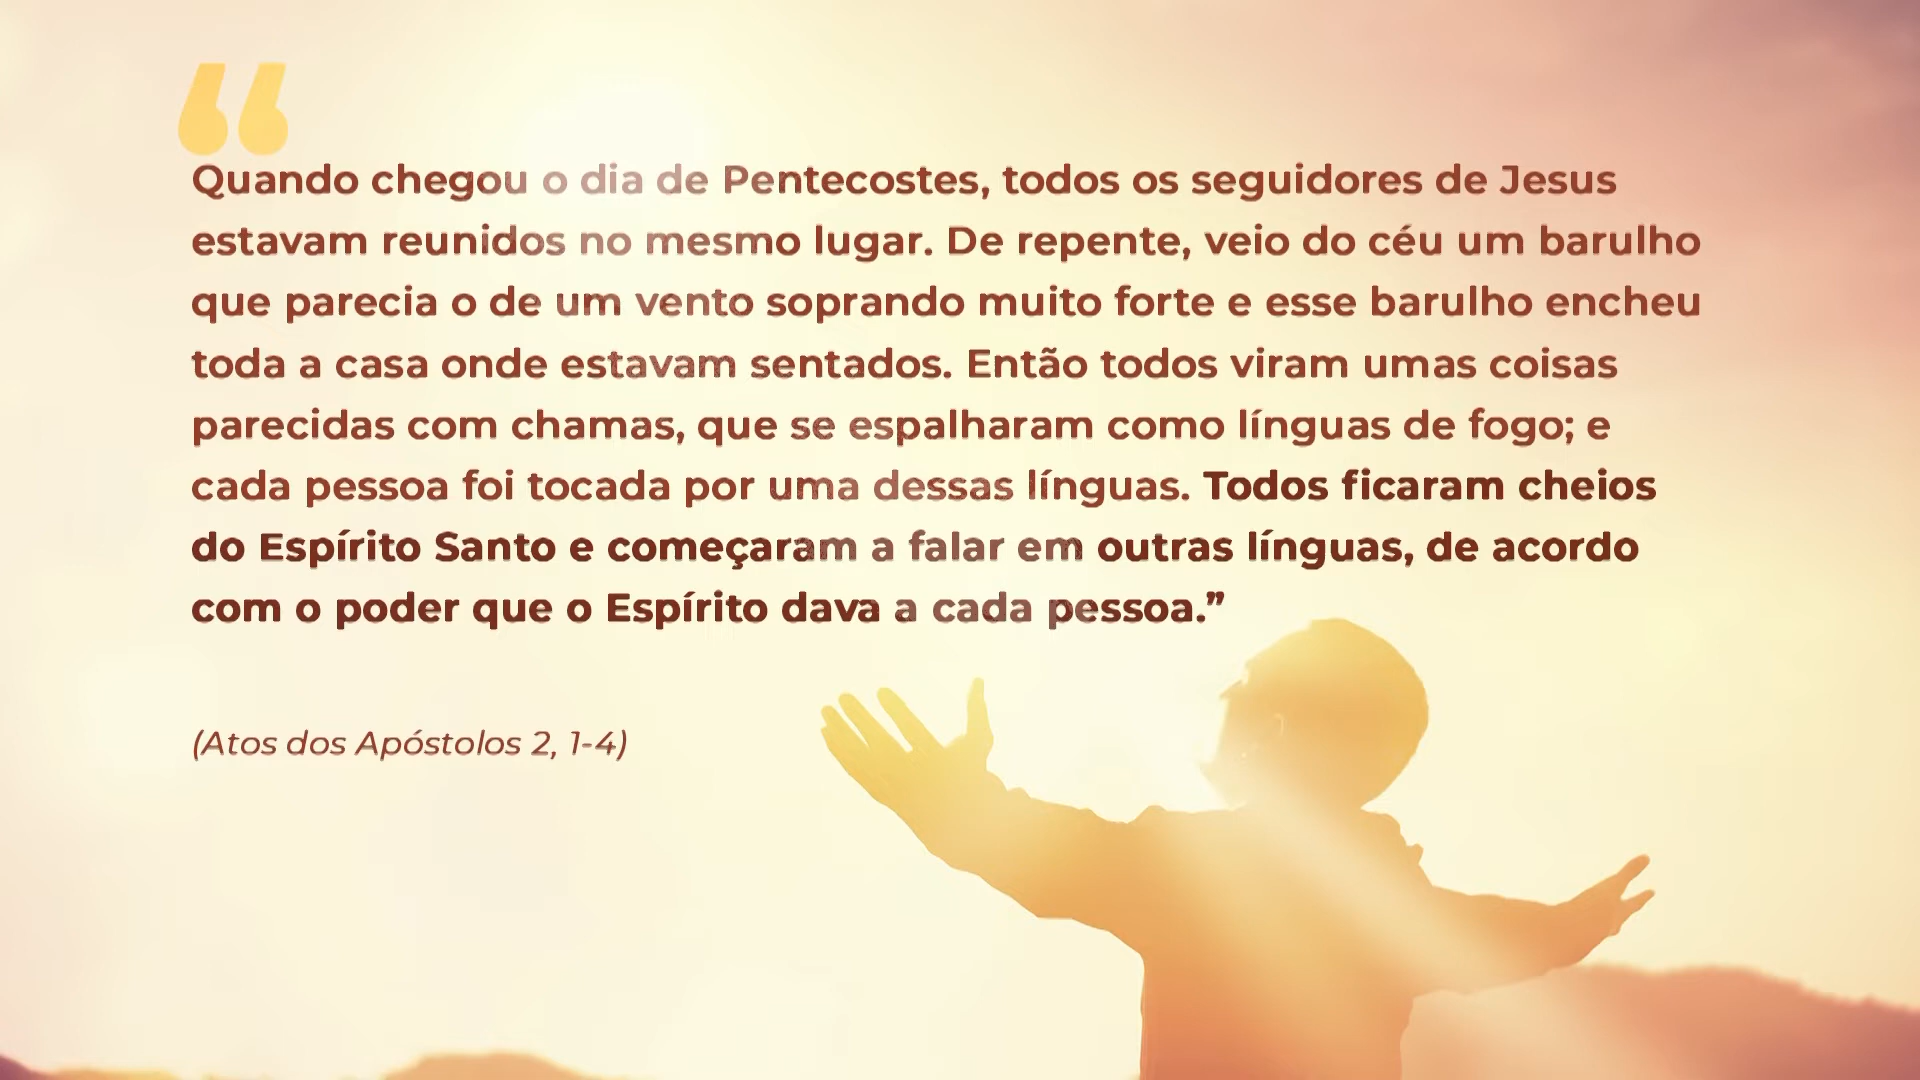 “
Quando chegou o dia de Pentecostes, todos os seguidores de Jesus
estavam reunidos no mesmo lugar. De repente, veio do céu um barulho
que parecia o de um vento soprando muito forte e esse barulho encheu
toda a casa onde estavam sentados. Então todos viram umas coisas
parecidas com chamas, que se espalharam como línguas de fogo; e
cada pessoa foi tocada por uma dessas línguas. Todos ficaram cheios
do Espírito Santo e começaram a falar em outras línguas, de acordo
com o poder que o Espírito dava a cada pessoa.”
(Atos dos Apóstolos 2, 1-4)